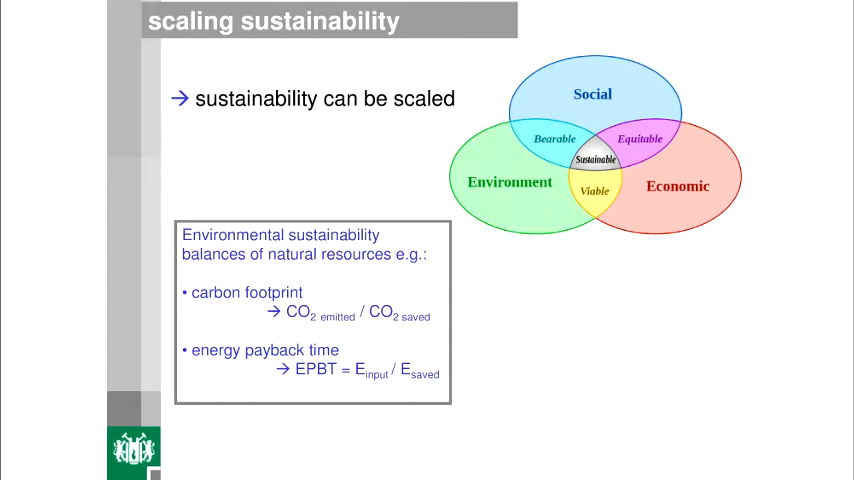 scaling sustainability
→ sustainability can be scaled
Social
Bearable
Equitable
Sustainable
Environment
Economic
Viable
Environmental sustainability
balances of natural resources e.g.:
• carbon footprint
→ CO2 emitted / CO2 saved
• energy payback time
→ EPBT = Einput / Esaved